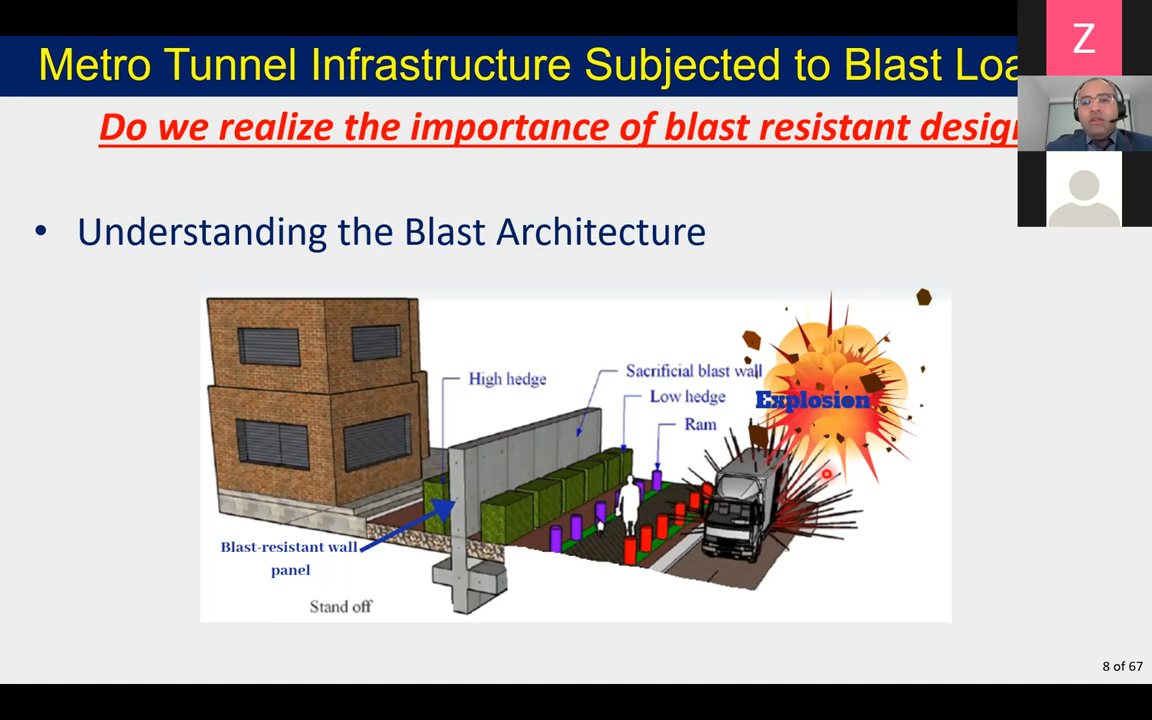 Metro Tunnel Infrastructure Subjected to Blast Loa
Z
Do we realize the importance of blast resistant desig
• Understanding the Blast Architecture
High hedge
Sacrificial blast wall
Low hedge
Explosion
Ram
Blast-resistant wall
panel
Stand off
8 of 67